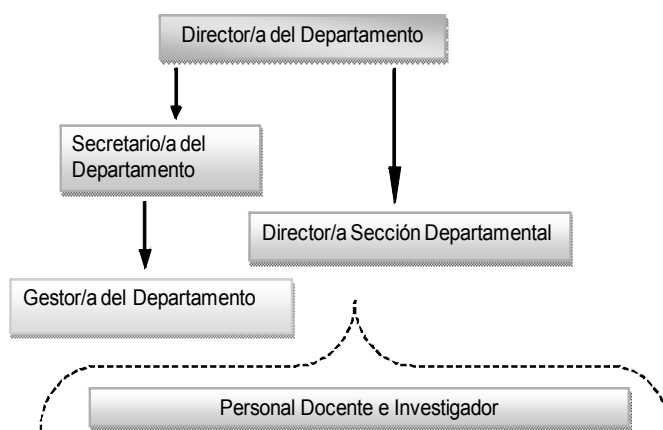 Director/a del Departamento
Secretario/a del
Departamento
Director/a Sección Departamental
Gestor/a del Departamento
Personal Docente e Investigador